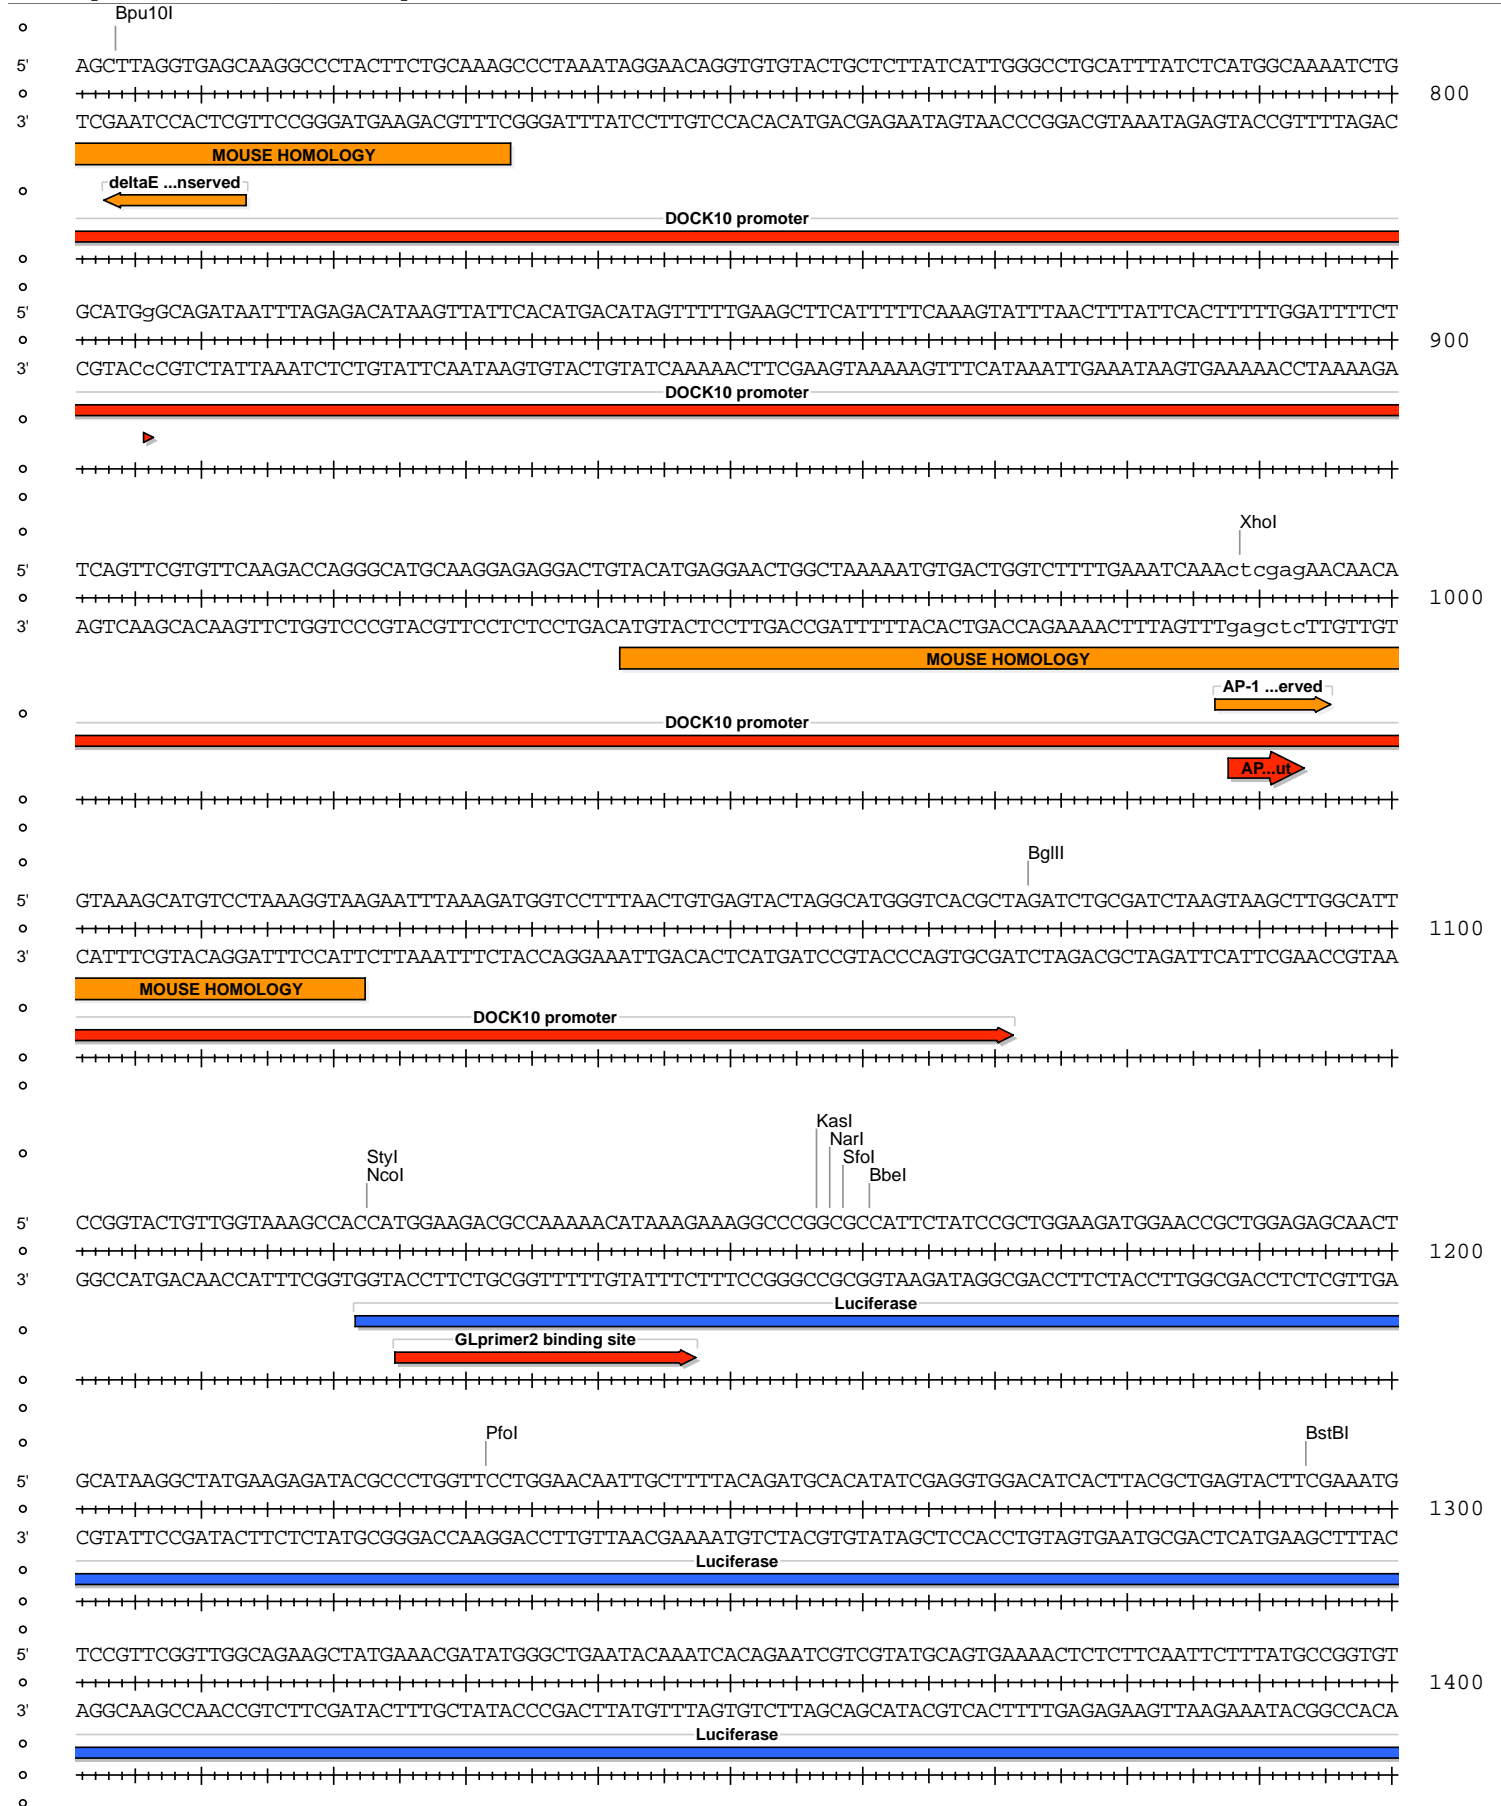 Bpu10I
5' AGCTTAGGTGAGCAAGGCCCTACTTCTGCAAAGCCCTAAATAGGAACAGGTGTGTACTGCTCTTATCATTGGGCCTGCATTTATCTCATGGCAAAATCTG
800
3' TCGAATCCACTCGTTCCGGGATGAAGACGTTTCGGGATTTATCCTTGTCCACACATGACGAGAATAGTAACCCGGACGTAAATAGAGTACCGTTTTAGAC
MOUSE HOMOLOGY
deltaE ...nserved
DOCK10 promoter
5' GCATGgGCAGATAATTTAGAGACATAAGTTATTCACATGACATAGTTTTTGAAGCTTCATTTTTCAAAGTATTTAACTTTATTCACTTTTTGGATTTTCT
900
3' CGTACcCGTCTATTAAATCTCTGTATTCAATAAGTGTACTGTATCAAAAACTTCGAAGTAAAAAGTTTCATAAATTGAAATAAGTGAAAAACCTAAAAGA
DOCK10 promoter
XhoI
5' TCAGTTCGTGTTCAAGACCAGGGCATGCAAGGAGAGGACTGTACATGAGGAACTGGCTAAAAATGTGACTGGTCTTTTGAAATCAAActcgagAACAACA
1000
3' AGTCAAGCACAAGTTCTGGTCCCGTACGTTCCTCTCCTGACATGTACTCCTTGACCGATTTTTACACTGACCAGAAAACTTTAGTTTgagctcTTGTTGT
MOUSE HOMOLOGY
AP-1 ...erved
DOCK10 promoter
AP...ut
BglII
5' GTAAAGCATGTCCTAAAGGTAAGAATTTAAAGATGGTCCTTTAACTGTGAGTACTAGGCATGGGTCACGCTAGATCTGCGATCTAAGTAAGCTTGGCATT
1100
3' CATTTCGTACAGGATTTCCATTCTTAAATTTCTACCAGGAAATTGACACTCATGATCCGTACCCAGTGCGATCTAGACGCTAGATTCATTCGAACCGTAA
MOUSE HOMOLOGY
DOCK10 promoter
KasI
NarI
StyI SfoI
NcoI BbeI
5' CCGGTACTGTTGGTAAAGCCACCATGGAAGACGCCAAAAACATAAAGAAAGGCCCGGCGCCATTCTATCCGCTGGAAGATGGAACCGCTGGAGAGCAACT
1200
3' GGCCATGACAACCATTTCGGTGGTACCTTCTGCGGTTTTTGTATTTCTTTCCGGGCCGCGGTAAGATAGGCGACCTTCTACCTTGGCGACCTCTCGTTGA
Luciferase
GLprimer2 binding site
PfoI BstBI
5' GCATAAGGCTATGAAGAGATACGCCCTGGTTCCTGGAACAATTGCTTTTACAGATGCACATATCGAGGTGGACATCACTTACGCTGAGTACTTCGAAATG
1300
3' CGTATTCCGATACTTCTCTATGCGGGACCAAGGACCTTGTTAACGAAAATGTCTACGTGTATAGCTCCACCTGTAGTGAATGCGACTCATGAAGCTTTAC
Luciferase
5' TCCGTTCGGTTGGCAGAAGCTATGAAACGATATGGGCTGAATACAAATCACAGAATCGTCGTATGCAGTGAAAACTCTCTTCAATTCTTTATGCCGGTGT
1400
3' AGGCAAGCCAACCGTCTTCGATACTTTGCTATACCCGACTTATGTTTAGTGTCTTAGCAGCATACGTCACTTTTGAGAGAAGTTAAGAAATACGGCCACA
Luciferase